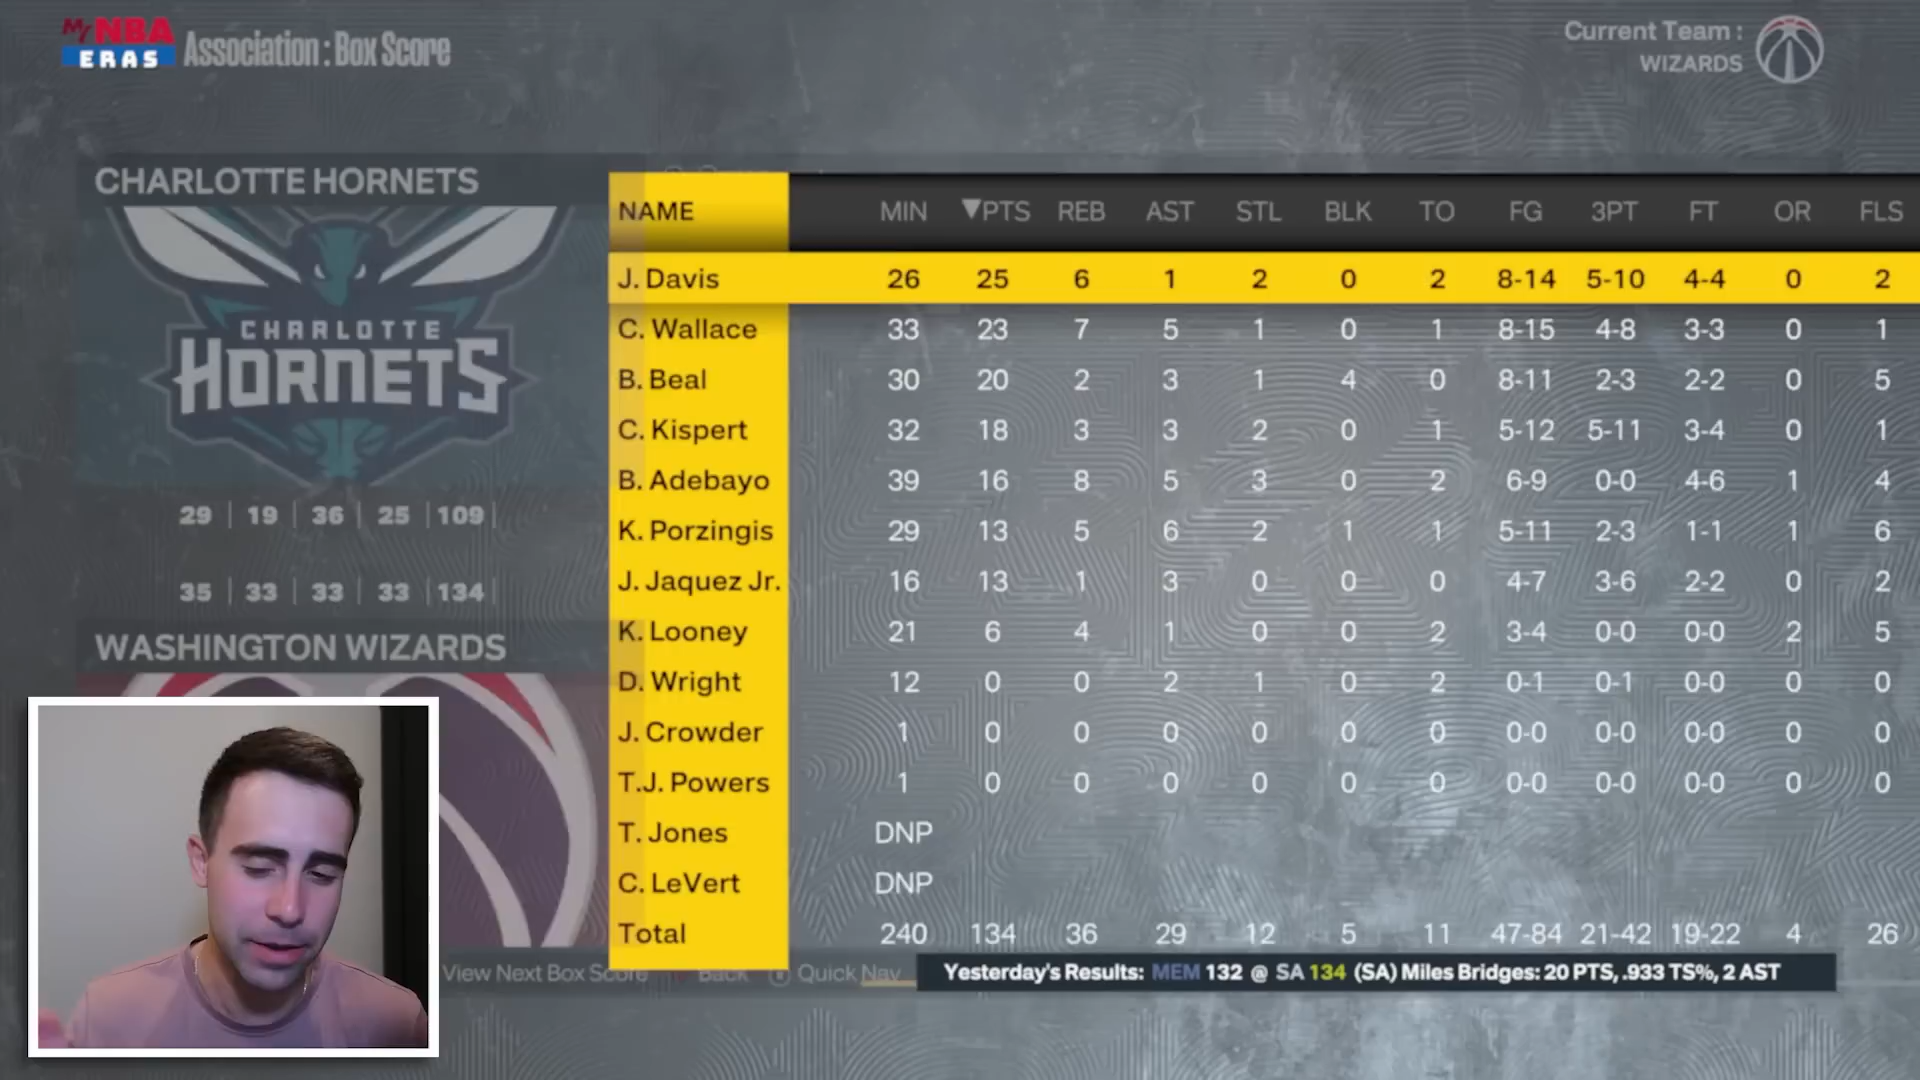 My NBA ERAS Association : Box Score
Current Team :
WIZARDS
CHARLOTTE HORNETS
CHARLOTTE
HORNETS
29 | 19 | 36 | 25 | 109 |
35 | 33 | 33 | 33 | 134 |
WASHINGTON WIZARDS
NAME MIN ▼PTS REB AST STL BLK TO FG 3PT FT OR FLS
J. Davis 26 25 6 1 2 0 2 8-14 5-10 4-4 0 2
C. Wallace 33 23 7 5 1 0 1 8-15 4-8 3-3 0 1
B. Beal 30 20 2 3 1 4 0 8-11 2-3 2-2 0 5
C. Kispert 32 18 3 3 2 0 1 5-12 5-11 3-4 0 1
B. Adebayo 39 16 8 5 3 0 2 6-9 0-0 4-6 1 4
K. Porzingis 29 13 5 6 2 1 1 5-11 2-3 1-1 1 6
J. Jaquez Jr. 16 13 1 3 0 0 0 4-7 3-6 2-2 0 2
K. Looney 21 6 4 1 0 0 2 3-4 0-0 0-0 2 5
D. Wright 12 0 0 2 1 0 2 0-1 0-1 0-0 0 0
J. Crowder 1 0 0 0 0 0 0 0-0 0-0 0-0 0 0
T.J. Powers 1 0 0 0 0 0 0 0-0 0-0 0-0 0 0
T. Jones DNP
C. LeVert DNP
Total 240 134 36 29 12 5 11 47-84 21-42 19-22 4 26
View Next Box Score Back Quick Nav
Yesterday's Results: MEM 132 @ SA 134 (SA) Miles Bridges: 20 PTS, .933 TS%, 2 AST